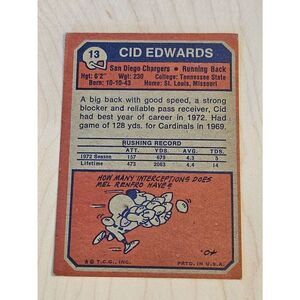 13
CID EDWARDS
San Diego Chargers • Running Back
Hgt: 6'2" Wgt: 230 College: Tennessee State
Born: 10-10-43 Home: St. Louis, Missouri
A big back with good speed, a strong
blocker and reliable pass receiver, Cid
had best year of career in 1972. Had
game of 128 yds. for Cardinals in 1969.
RUSHING RECORD
ATT. YDS. AVG. TDS.
1972 Season 157 679 4.3 5
Lifetime 473 2063 4.4 14
HOW MANY INTERCEPTIONS DOES
MEL RENFRO HAVE?
© T.C.G., INC. PRTD. IN U.S.A.